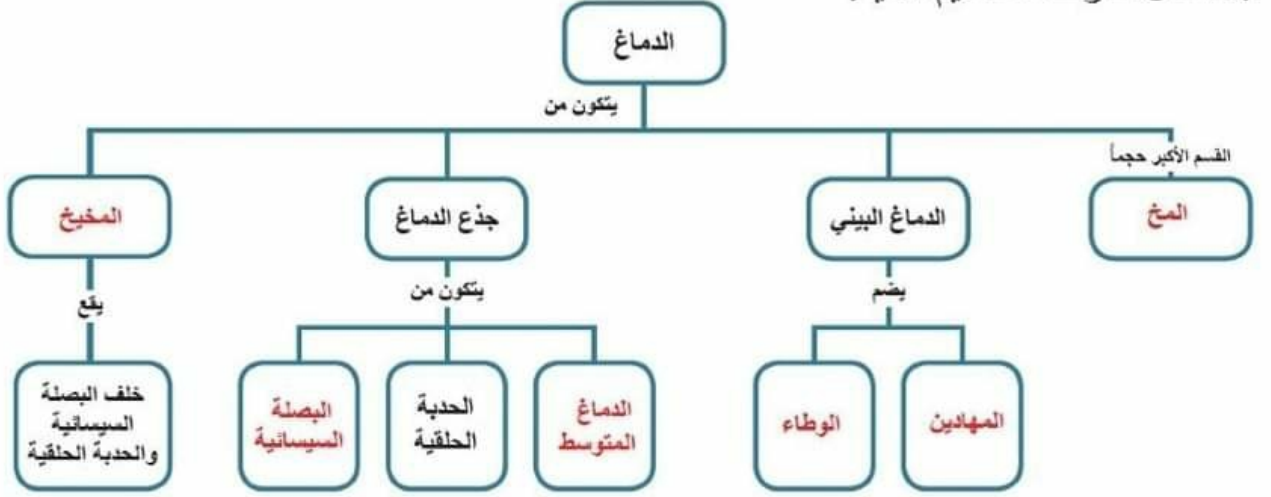 الدماغ
يتكون من
القسم الأكبر حجماً
المخ
الدماغ البيني
جذع الدماغ
المخيخ
يضم
يتكون من
يقع
المهادين
الوطاء
الدماغ
المتوسط
الحدبة
الحلقية
البصلة
السيسائية
خلف البصلة
السيسائية
والحدبة الحلقية